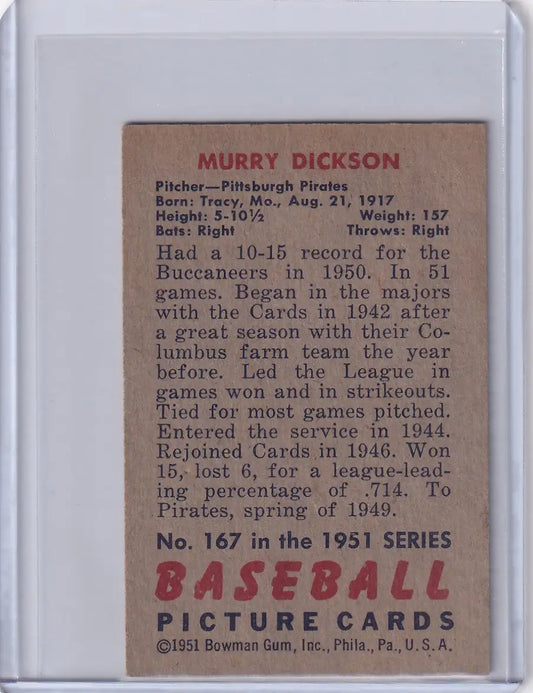 MURRY DICKSON
Pitcher—Pittsburgh Pirates
Born: Tracy, Mo., Aug. 21, 1917
Height: 5-10½ Weight: 157
Bats: Right Throws: Right
Had a 10-15 record for the
Buccaneers in 1950. In 51
games. Began in the majors
with the Cards in 1942 after
a great season with their Co-
lumbus farm team the year
before. Led the League in
games won and in strikeouts.
Tied for most games pitched.
Entered the service in 1944.
Rejoined Cards in 1946. Won
15, lost 6, for a league-lead-
ing percentage of .714. To
Pirates, spring of 1949.
No. 167 in the 1951 SERIES
BASEBALL
PICTURE CARDS
©1951 Bowman Gum, Inc., Phila., Pa., U.S.A.